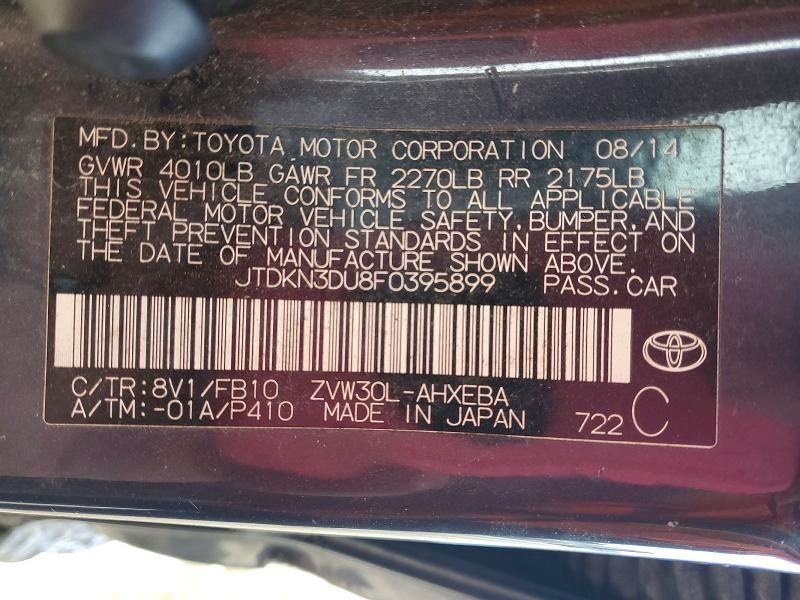 MFD. BY: TOYOTA MOTOR CORPORATION 08/14
GVWR 4010LB GAWR FR 2270LB RR 2175LB
THIS VEHICLE CONFORMS TO ALL APPLICABLE
FEDERAL MOTOR VEHICLE SAFETY, BUMPER, AND
THEFT PREVENTION STANDARDS IN EFFECT ON
THE DATE OF MANUFACTURE SHOWN ABOVE.
JTDKN3DU8F0395899 PASS. CAR
C/TR: 8V1/FB10 ZVW30L-AHXEBA
A/TM: -01A/P410 MADE IN JAPAN 722 C